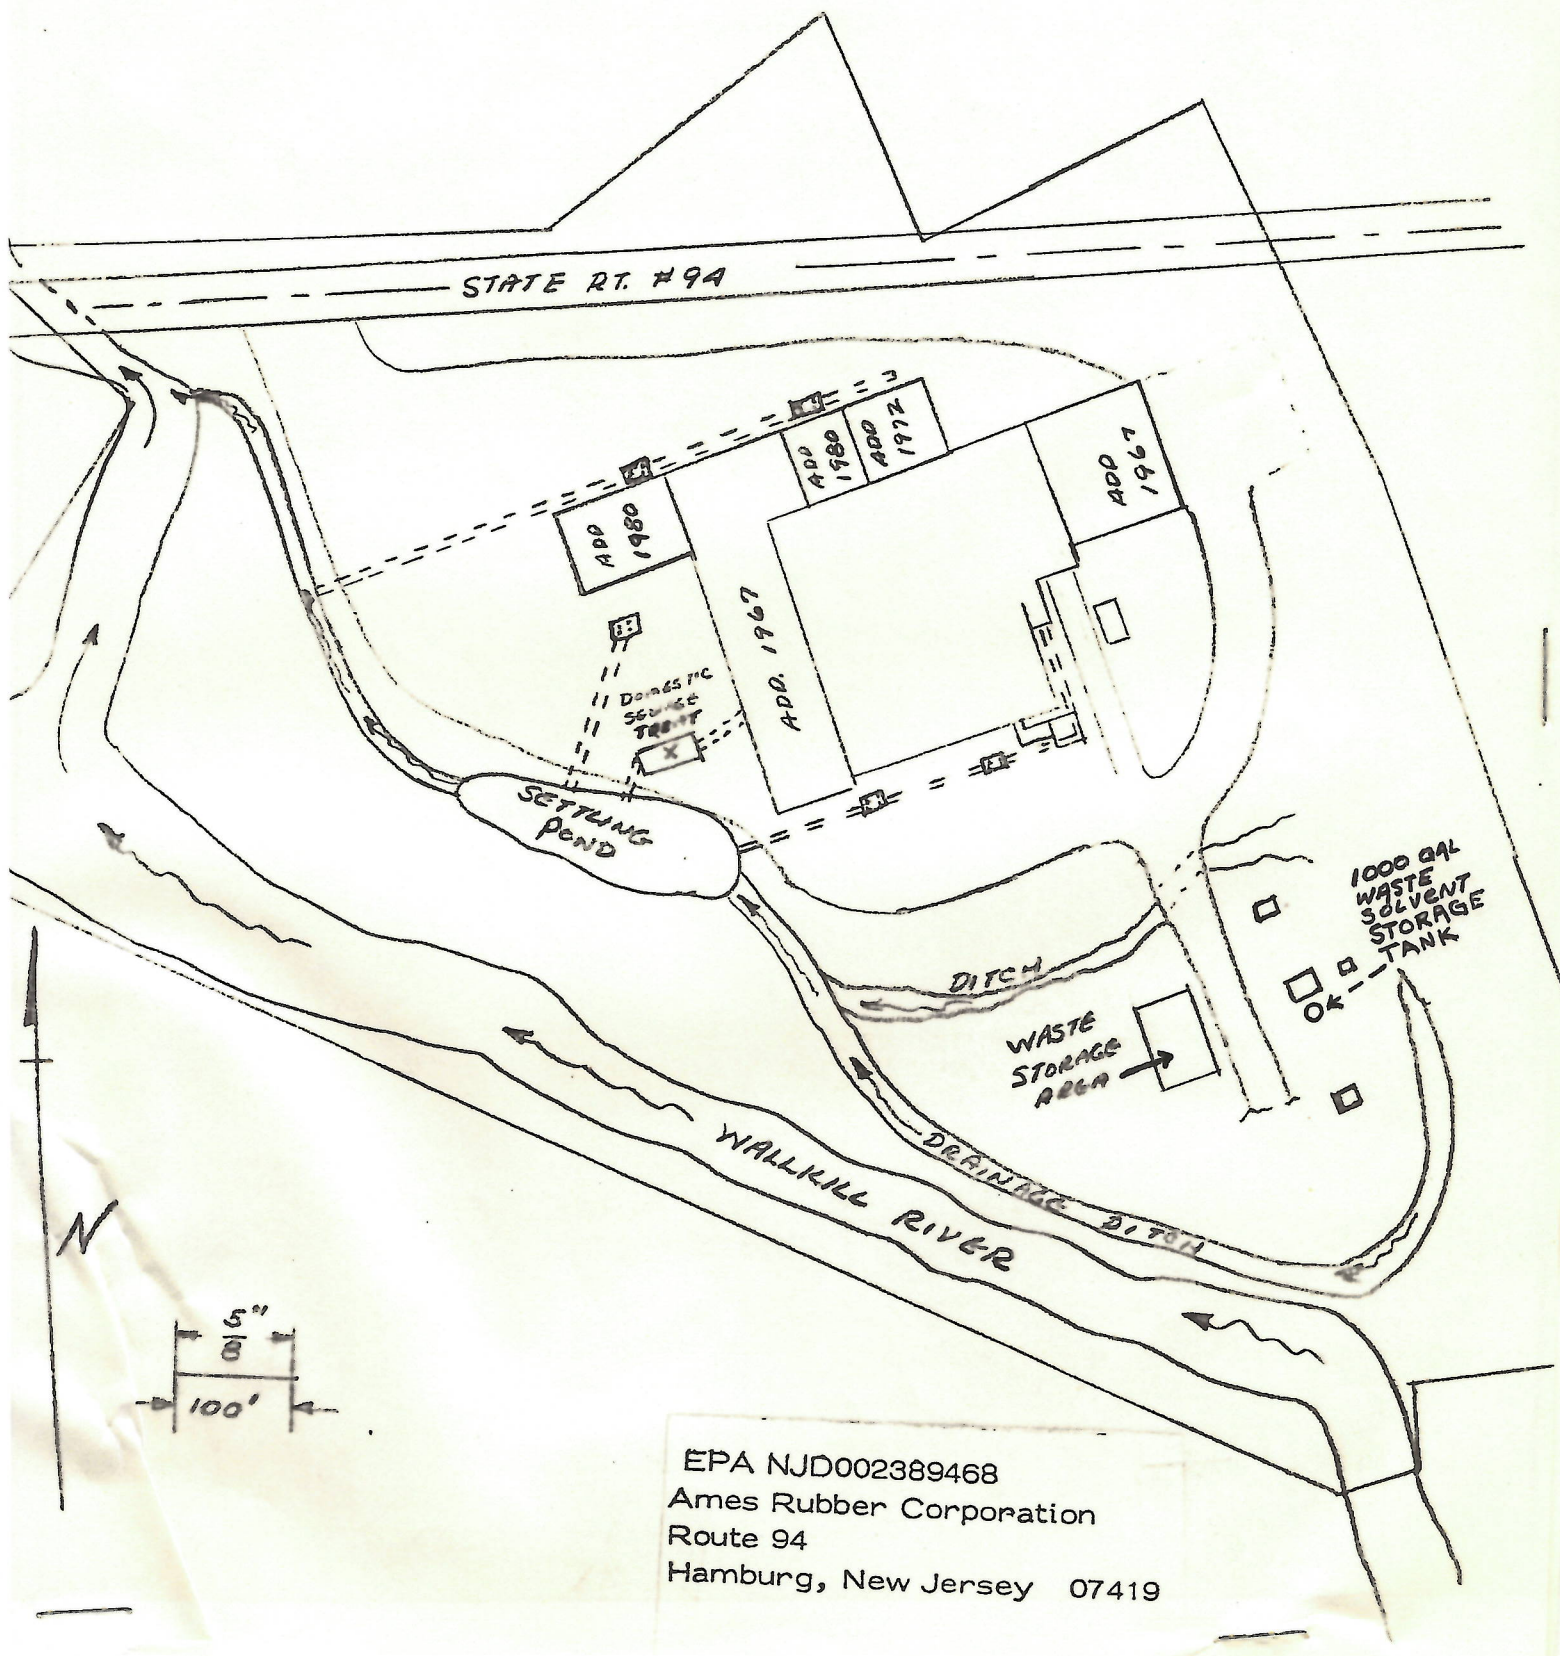 STATE RT. #94
ADD
1980
ADD
1980
ADD
1972
ADD
1967
ADD. 1967
DOMESTIC
SEWAGE
TREAT
X
SETTLING
POND
1000 GAL
WASTE
SOLVENT
STORAGE
TANK
DITCH
WASTE
STORAGE
AREA
DRAINAGE DITCH
WALLKILL RIVER
N
5"
8
100'
EPA NJD002389468
Ames Rubber Corporation
Route 94
Hamburg, New Jersey 07419